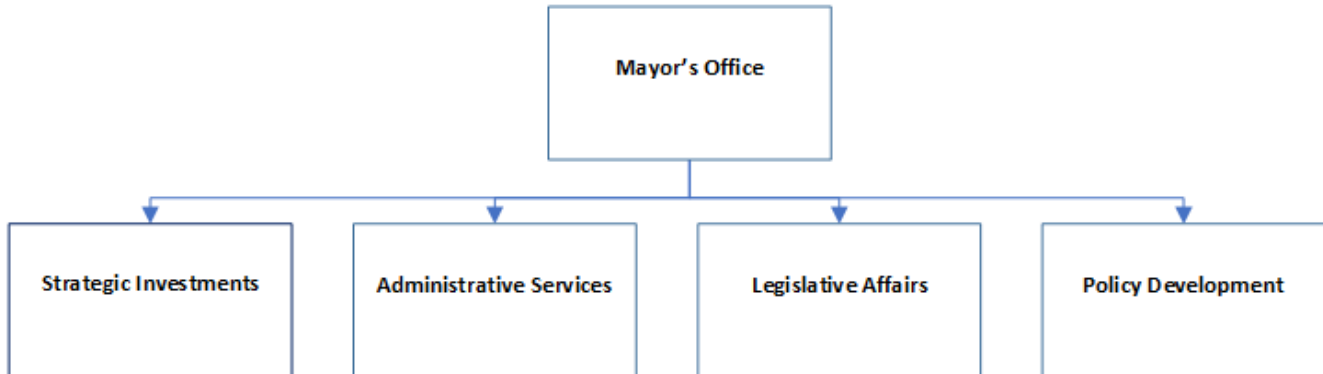 Mayor’s Office
Strategic Investments
Administrative Services
Legislative Affairs
Policy Development